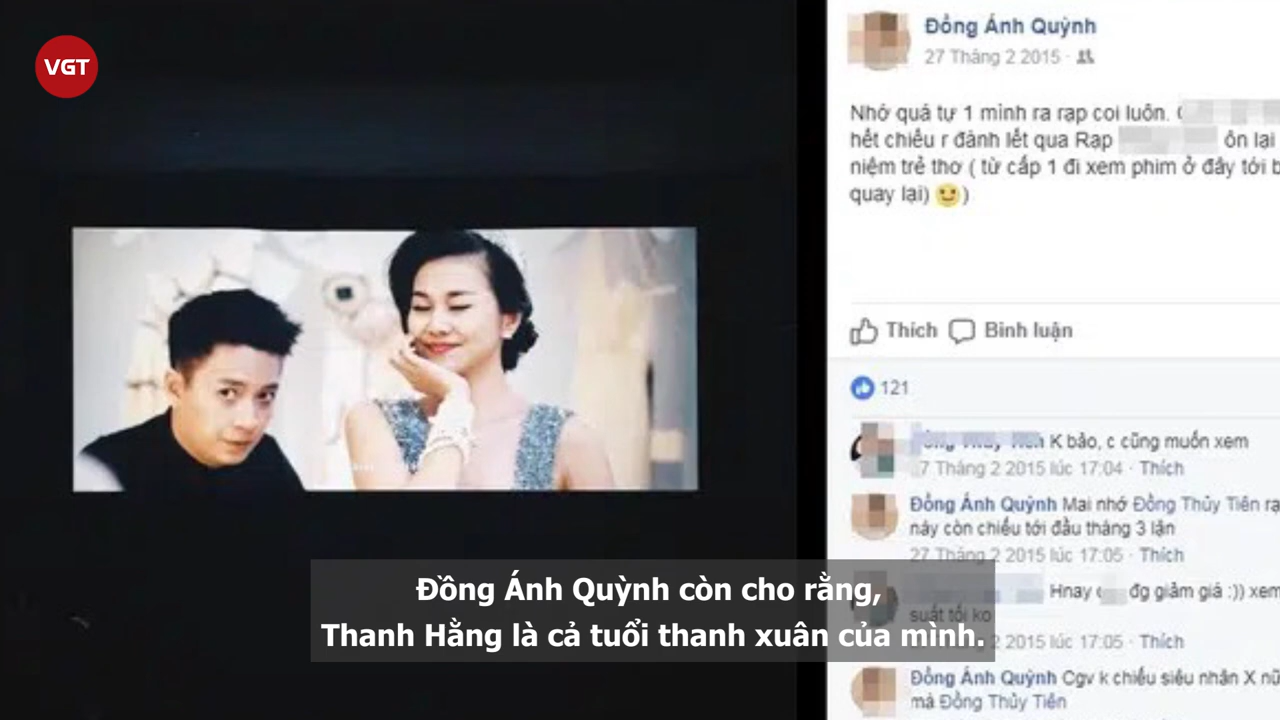 VGT
Đồng Ánh Quỳnh
27 Tháng 2 2015 ·
Nhớ quá tự 1 mình ra rạp coi luôn.
hết chiếu r đành lết qua Rạp ôn lại
niệm trẻ thơ ( từ cấp 1 đi xem phim ở đây tới b
quay lại) )
Thích Bình luận
121
K bảo, c cũng muốn xem
27 Tháng 2 2015 lúc 17:04 · Thích
Đồng Ánh Quỳnh Mai nhớ Đồng Thủy Tiên rạ
này còn chiếu tới đầu tháng 3 lận
27 Tháng 2 2015 lúc 17:05 · Thích
Hnay đg giảm giá :)) xem
suất tối ko
2 2015 lúc 17:05 · Thích
Đồng Ánh Quỳnh Cgv k chiếu siêu nhân X nữ
mà Đồng Thủy Tiên
Đồng Ánh Quỳnh còn cho rằng,
Thanh Hằng là cả tuổi thanh xuân của mình.